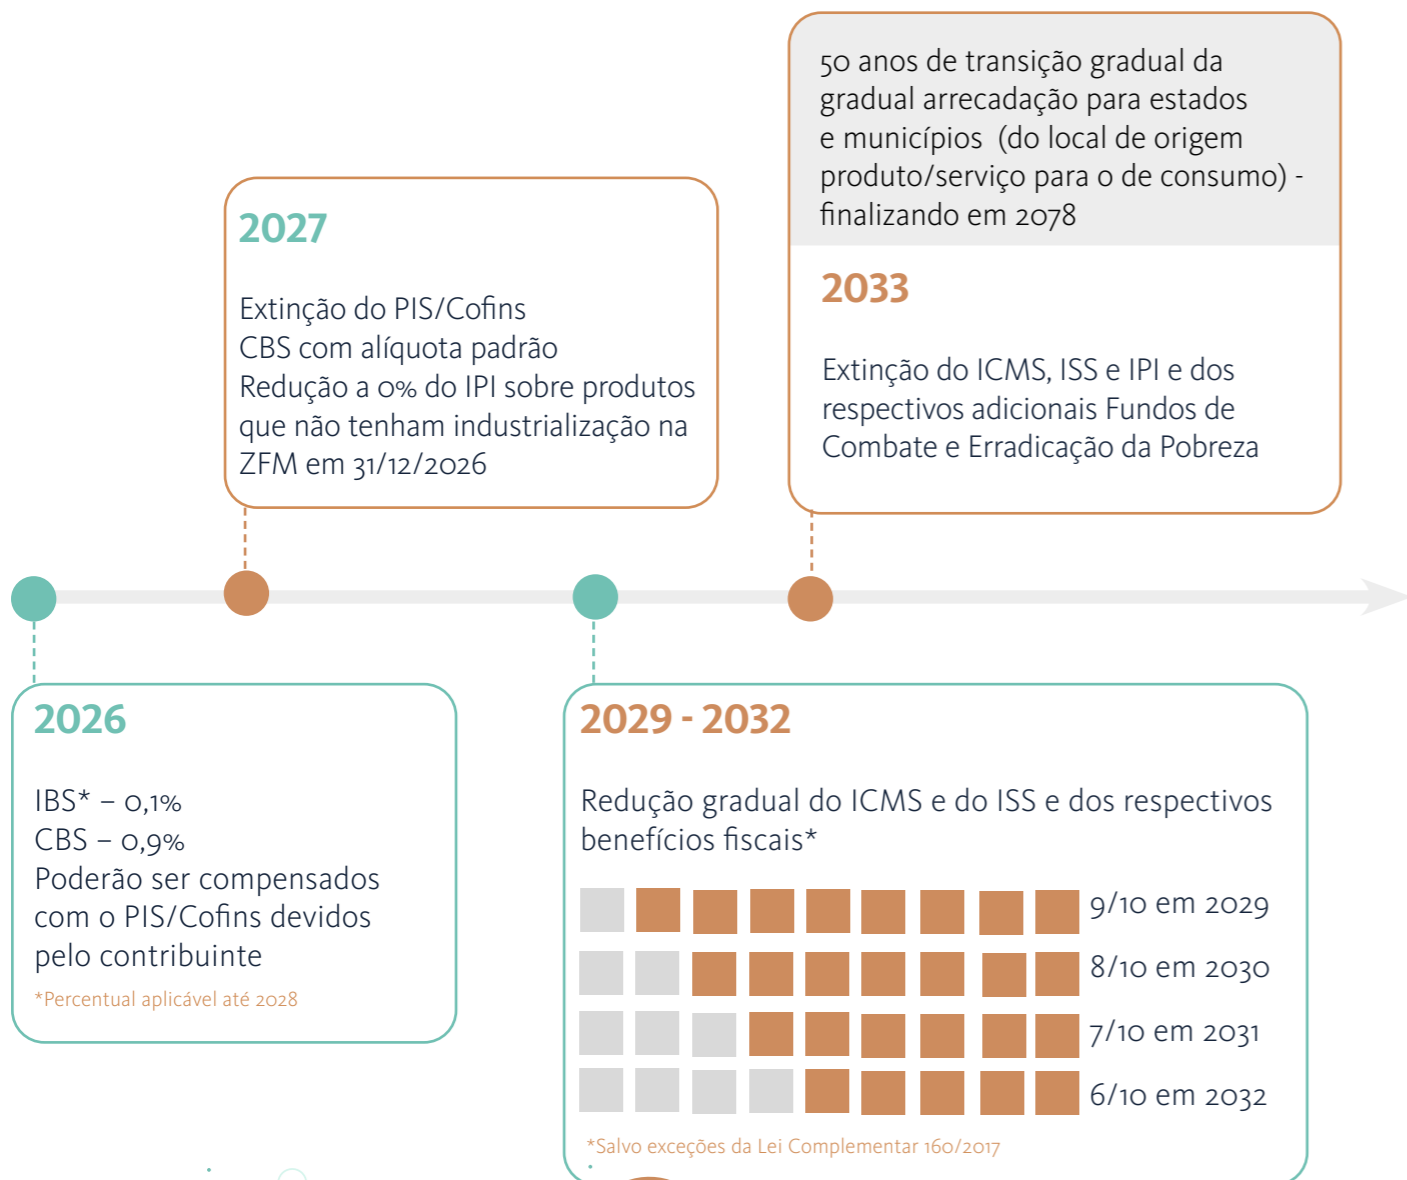 50 anos de transição gradual da
gradual arrecadação para estados
e municípios (do local de origem
produto/serviço para o de consumo) -
finalizando em 2078
2033
Extinção do ICMS, ISS e IPI e dos
respectivos adicionais Fundos de
Combate e Erradicação da Pobreza
2027
Extinção do PIS/Cofins
CBS com alíquota padrão
Redução a 0% do IPI sobre produtos
que não tenham industrialização na
ZFM em 31/12/2026
2026
IBS* – 0,1%
CBS – 0,9%
Poderão ser compensados
com o PIS/Cofins devidos
pelo contribuinte
*Percentual aplicável até 2028
2029 - 2032
Redução gradual do ICMS e do ISS e dos respectivos
benefícios fiscais*
9/10 em 2029
8/10 em 2030
7/10 em 2031
6/10 em 2032
*Salvo exceções da Lei Complementar 160/2017